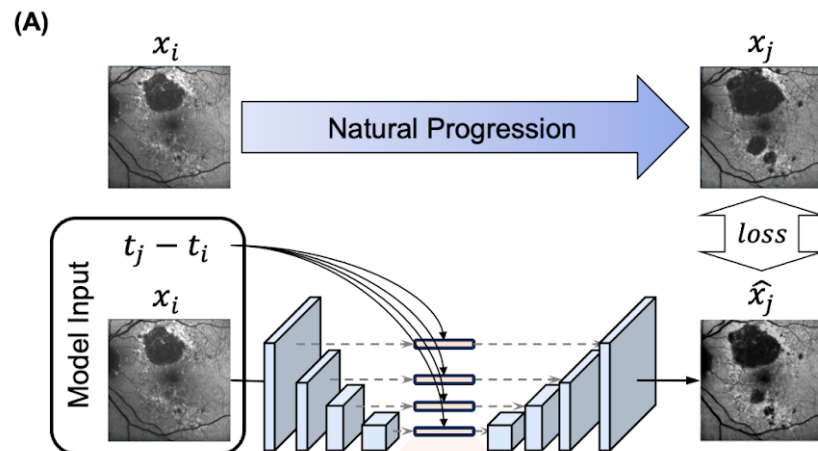 (A)
x_i
x_j
Natural Progression
Model Input
t_j − t_i
x_i
loss
x̂_j